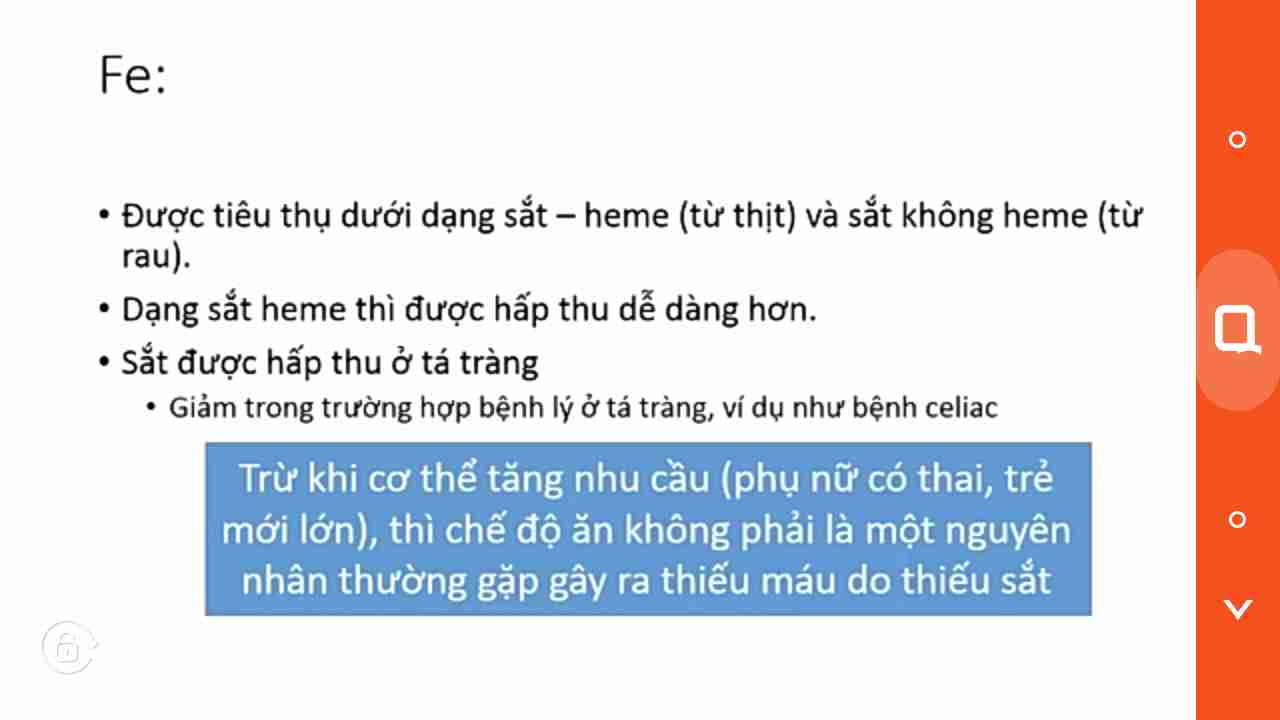 Fe:
• Được tiêu thụ dưới dạng sắt – heme (từ thịt) và sắt không heme (từ
rau).
• Dạng sắt heme thì được hấp thu dễ dàng hơn.
• Sắt được hấp thu ở tá tràng
• Giảm trong trường hợp bệnh lý ở tá tràng, ví dụ như bệnh celiac
Trừ khi cơ thể tăng nhu cầu (phụ nữ có thai, trẻ
mới lớn), thì chế độ ăn không phải là một nguyên
nhân thường gặp gây ra thiếu máu do thiếu sắt